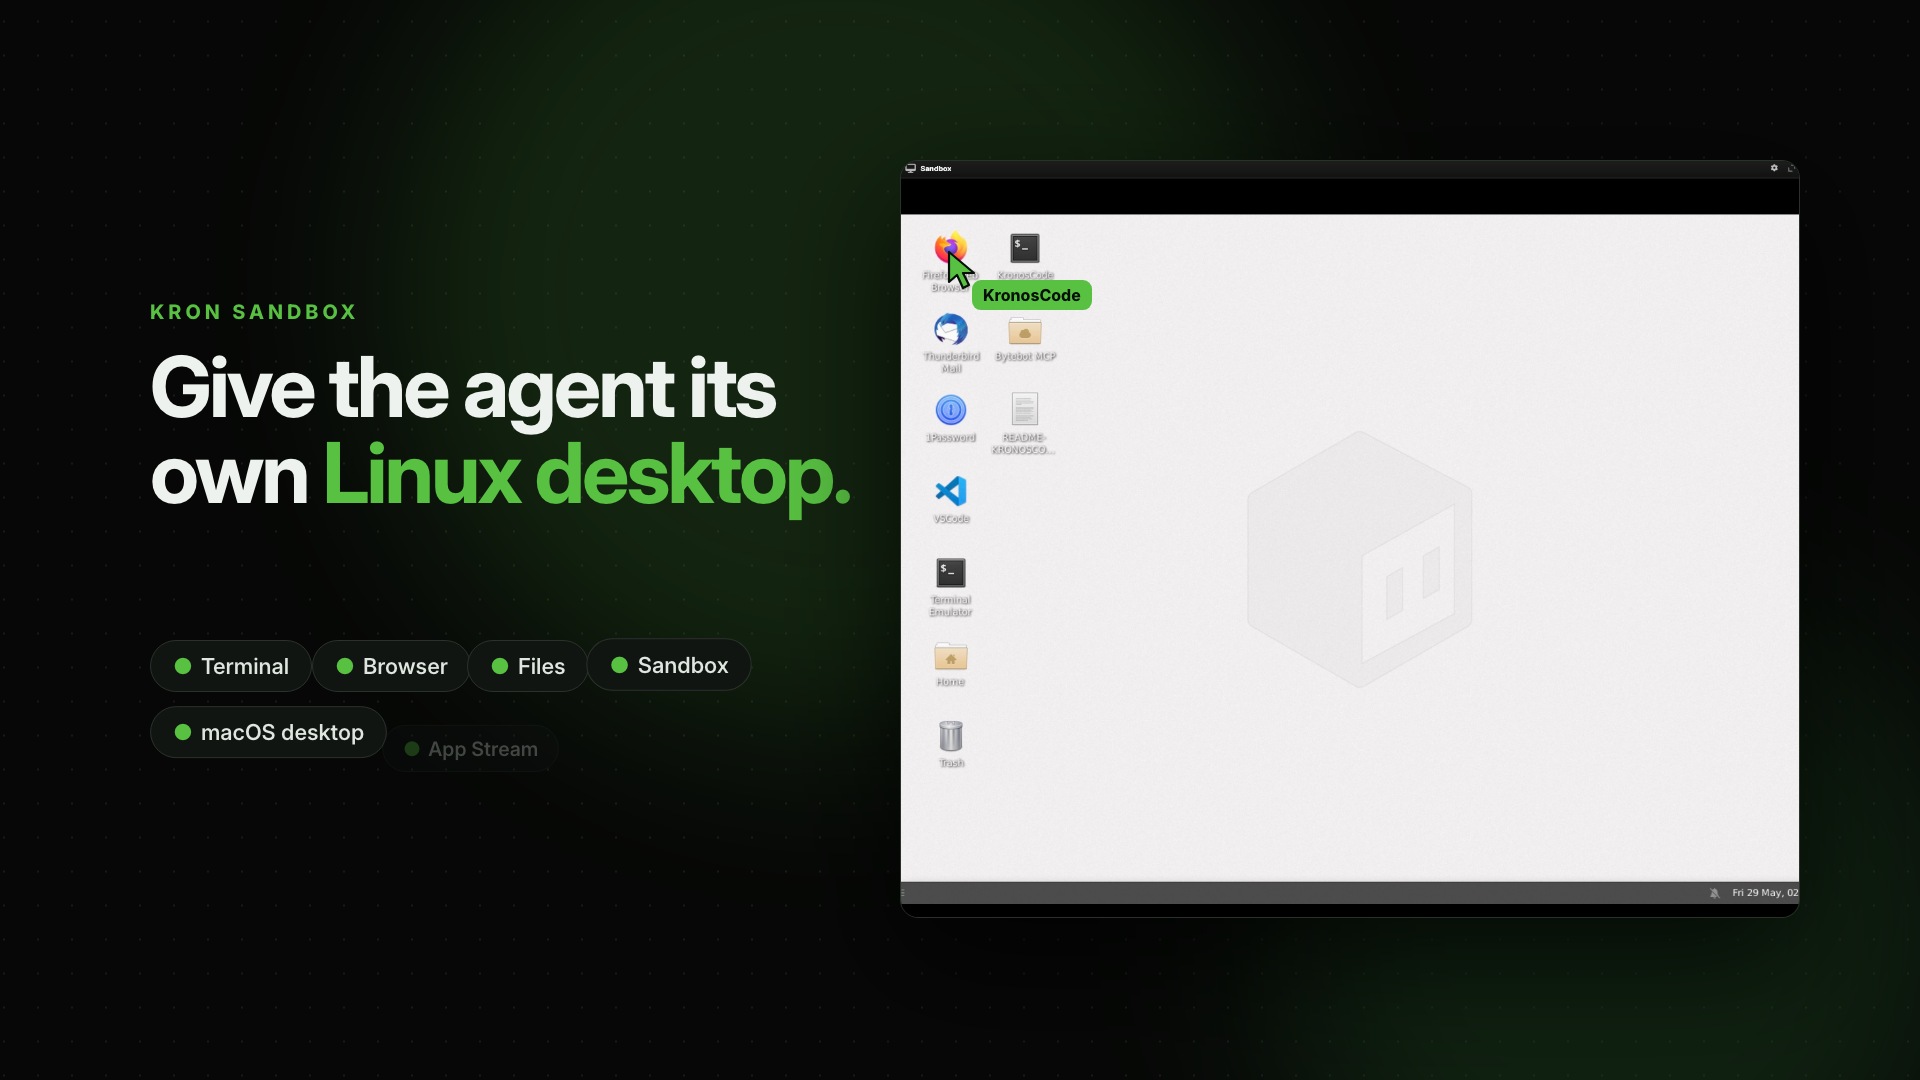 KRON SANDBOX
Give the agent its
own Linux desktop.
Terminal
Browser
Files
Sandbox
macOS desktop
App Stream
Sandbox
$_
KronosCode
KronosCode
Thunderbird
Mail
Bytebot MCP
1Password
README-
KRONOSCO...
VSCode
$_
Terminal
Emulator
Home
Trash
Fri 29 May, 02